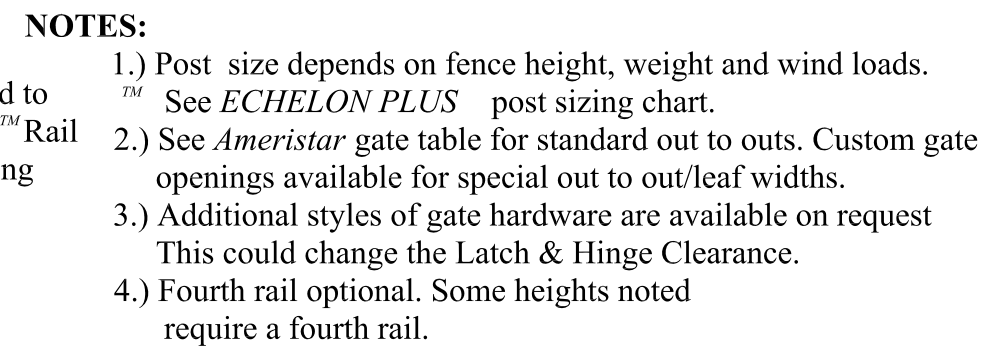 NOTES:
1.) Post size depends on fence height, weight and wind loads.
™ See ECHELON PLUS post sizing chart.
2.) See Ameristar gate table for standard out to outs. Custom gate
openings available for special out to out/leaf widths.
3.) Additional styles of gate hardware are available on request
This could change the Latch & Hinge Clearance.
4.) Fourth rail optional. Some heights noted
require a fourth rail.
d to
™ Rail
ng